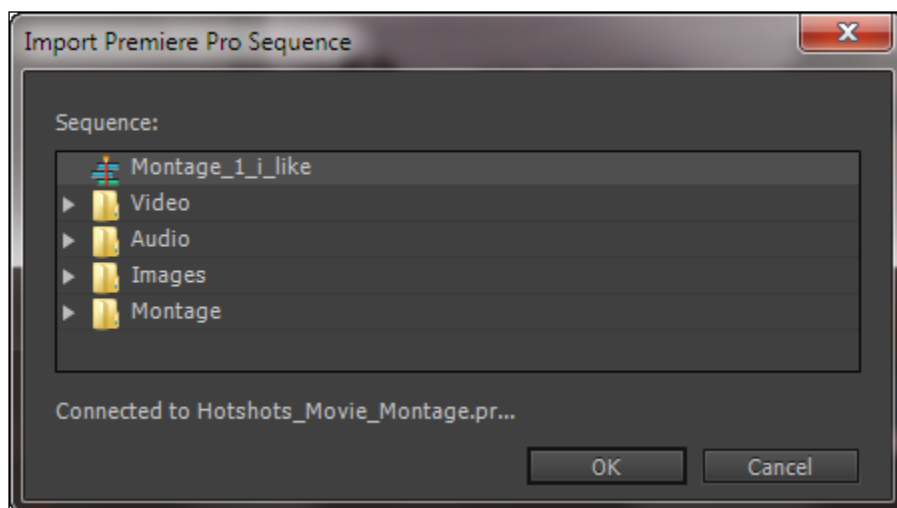 Import Premiere Pro Sequence
Sequence:
Montage_1_i_like
Video
Audio
Images
Montage
Connected to Hotshots_Movie_Montage.pr...
OK
Cancel